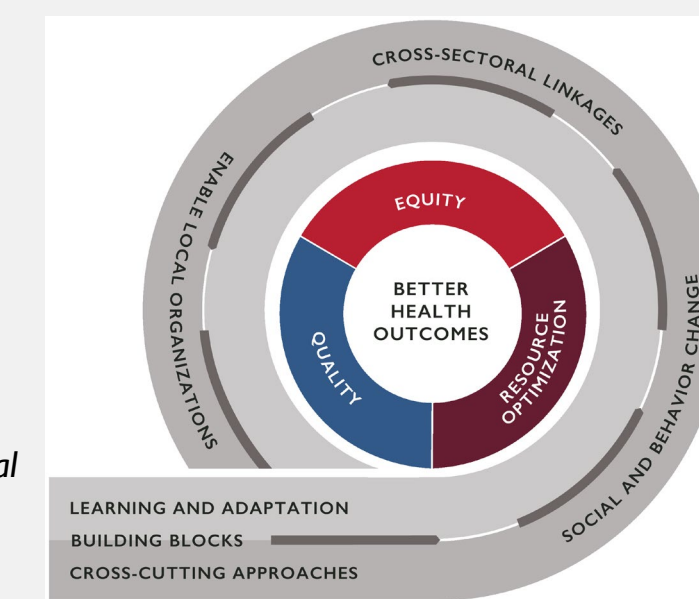 CROSS-SECTORAL LINKAGES
ENABLE LOCAL ORGANIZATIONS
EQUITY
BETTER
HEALTH
OUTCOMES
QUALITY
RESOURCE
OPTIMIZATION
SOCIAL AND BEHAVIOR CHANGE
al
LEARNING AND ADAPTATION
BUILDING BLOCKS
CROSS-CUTTING APPROACHES